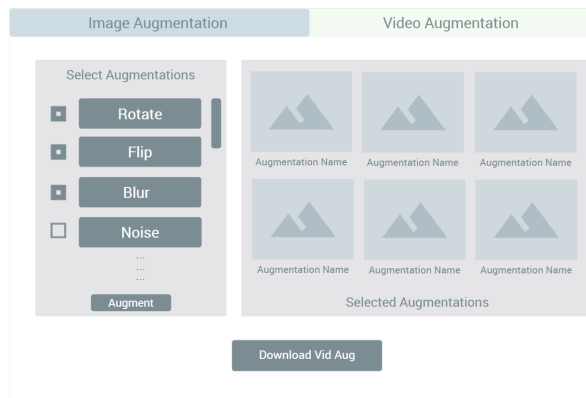 Image Augmentation
Video Augmentation
Select Augmentations
Rotate
Flip
Blur
Noise
...
...
...
Augment
Augmentation Name
Augmentation Name
Augmentation Name
Augmentation Name
Augmentation Name
Augmentation Name
Selected Augmentations
Download Vid Aug